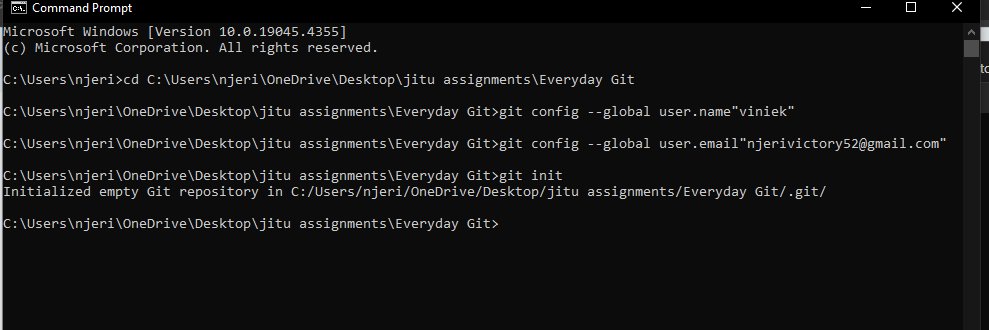 Command Prompt
Microsoft Windows [Version 10.0.19045.4355]
(c) Microsoft Corporation. All rights reserved.
C:\Users\njeri>cd C:\Users\njeri\OneDrive\Desktop\jitu assignments\Everyday Git
C:\Users\njeri\OneDrive\Desktop\jitu assignments\Everyday Git>git config --global user.name"viniek"
C:\Users\njeri\OneDrive\Desktop\jitu assignments\Everyday Git>git config --global user.email"njerivictory52@gmail.com"
C:\Users\njeri\OneDrive\Desktop\jitu assignments\Everyday Git>git init
Initialized empty Git repository in C:/Users/njeri/OneDrive/Desktop/jitu assignments/Everyday Git/.git/
C:\Users\njeri\OneDrive\Desktop\jitu assignments\Everyday Git>